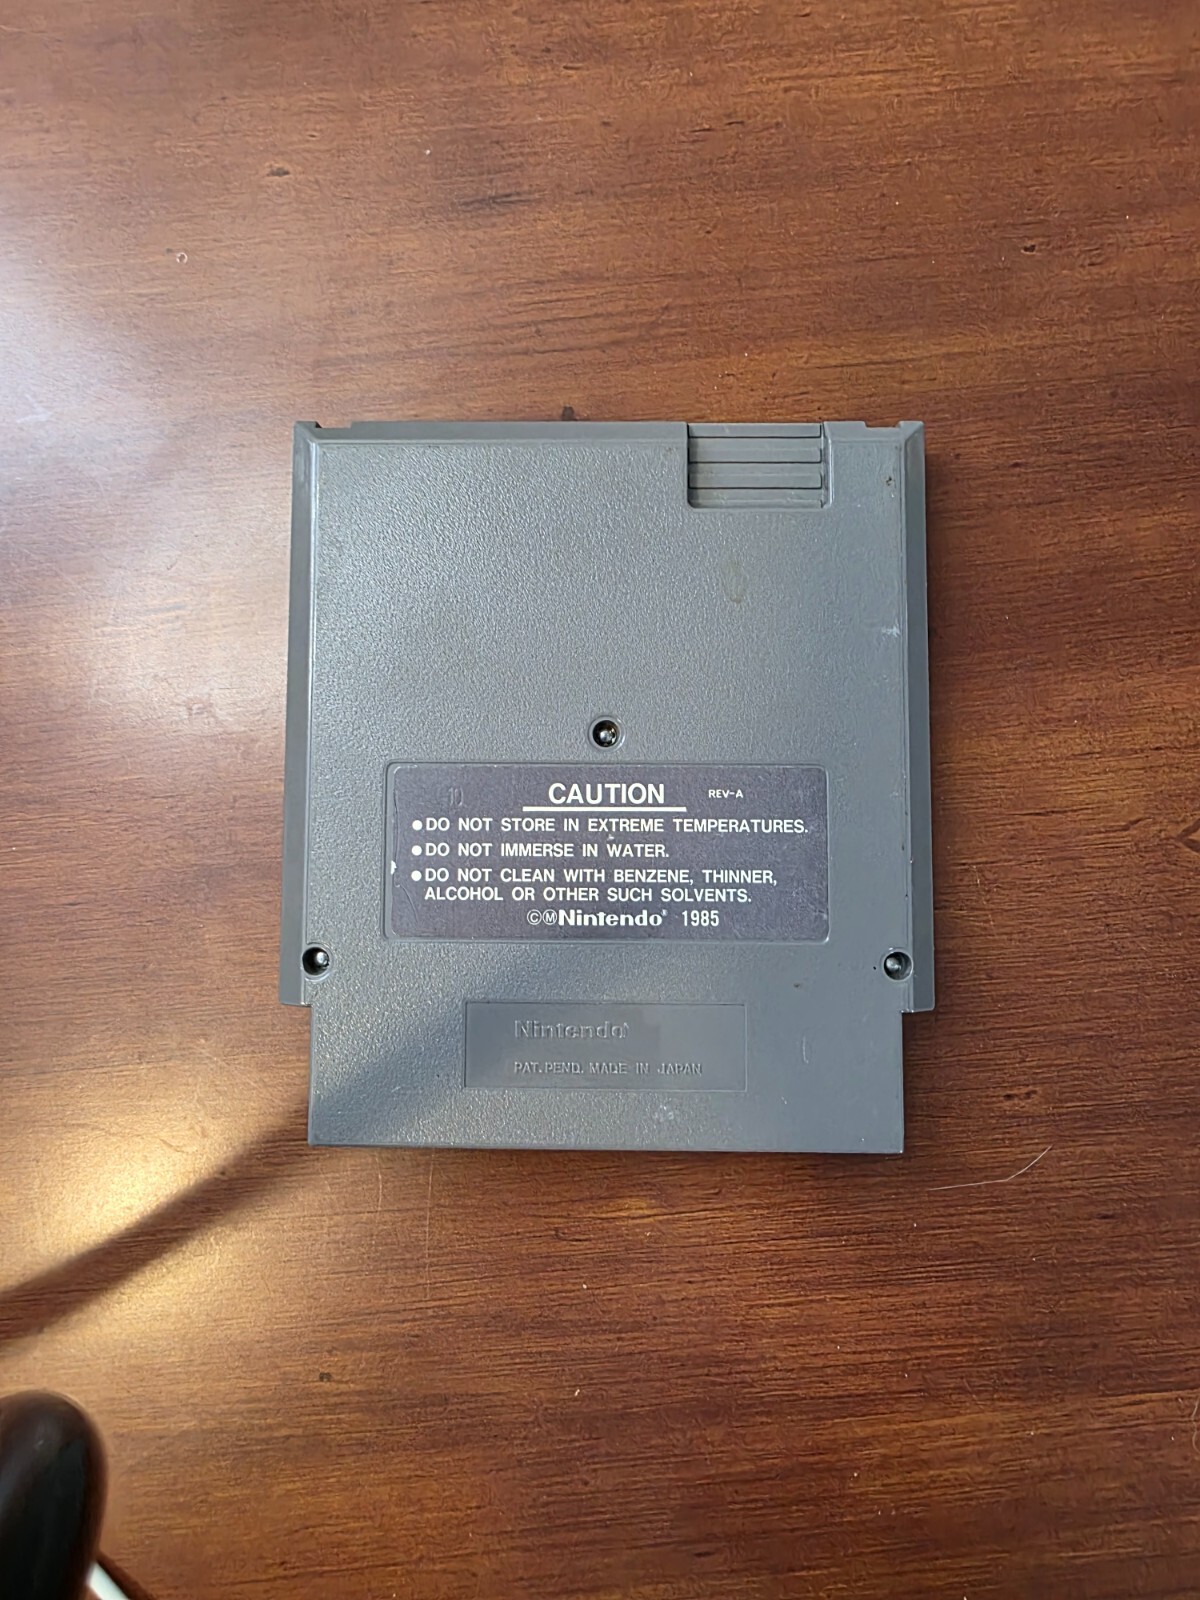 10
CAUTION REV-A
●DO NOT STORE IN EXTREME TEMPERATURES.
●DO NOT IMMERSE IN WATER.
●DO NOT CLEAN WITH BENZENE, THINNER,
ALCOHOL OR OTHER SUCH SOLVENTS.
©ⓂNintendo® 1985
Nintendo®
PAT.PEND. MADE IN JAPAN